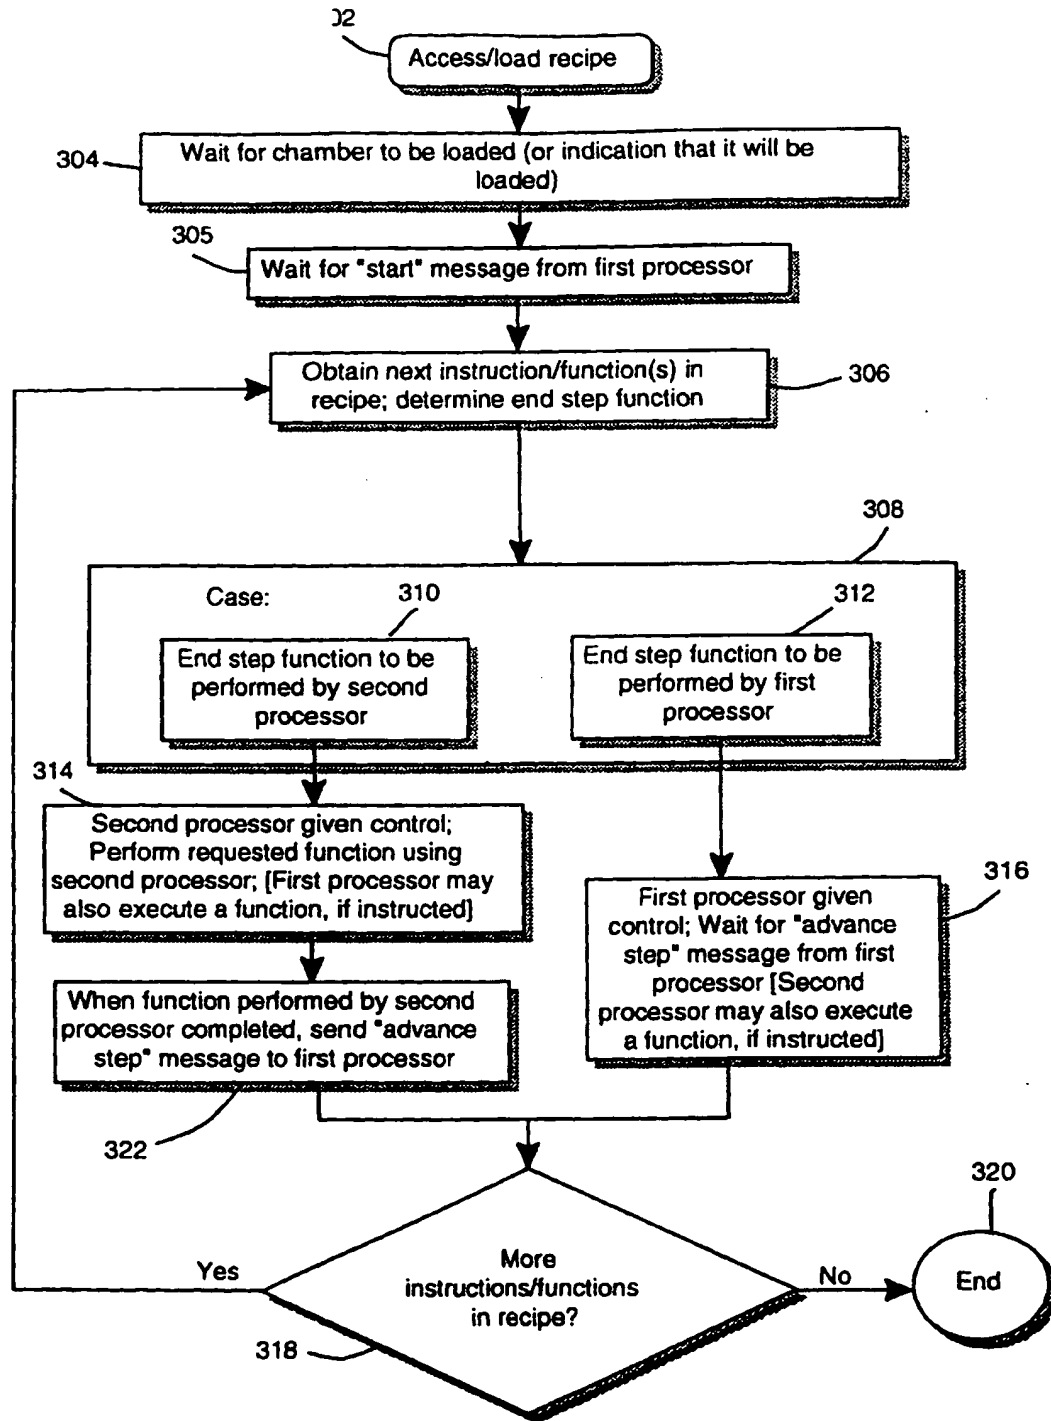 02
Access/load recipe
304
Wait for chamber to be loaded (or indication that it will be
loaded)
305
Wait for "start" message from first processor
Obtain next instruction/function(s) in
recipe; determine end step function
306
308
Case:
310
End step function to be
performed by second
processor
312
End step function to be
performed by first
processor
314
Second processor given control;
Perform requested function using
second processor; [First processor may
also execute a function, if instructed]
316
First processor given
control; Wait for "advance
step" message from first
processor [Second
processor may also execute
a function, if instructed]
When function performed by second
processor completed, send "advance
step" message to first processor
322
More
instructions/functions
in recipe?
Yes
No
318
320
End